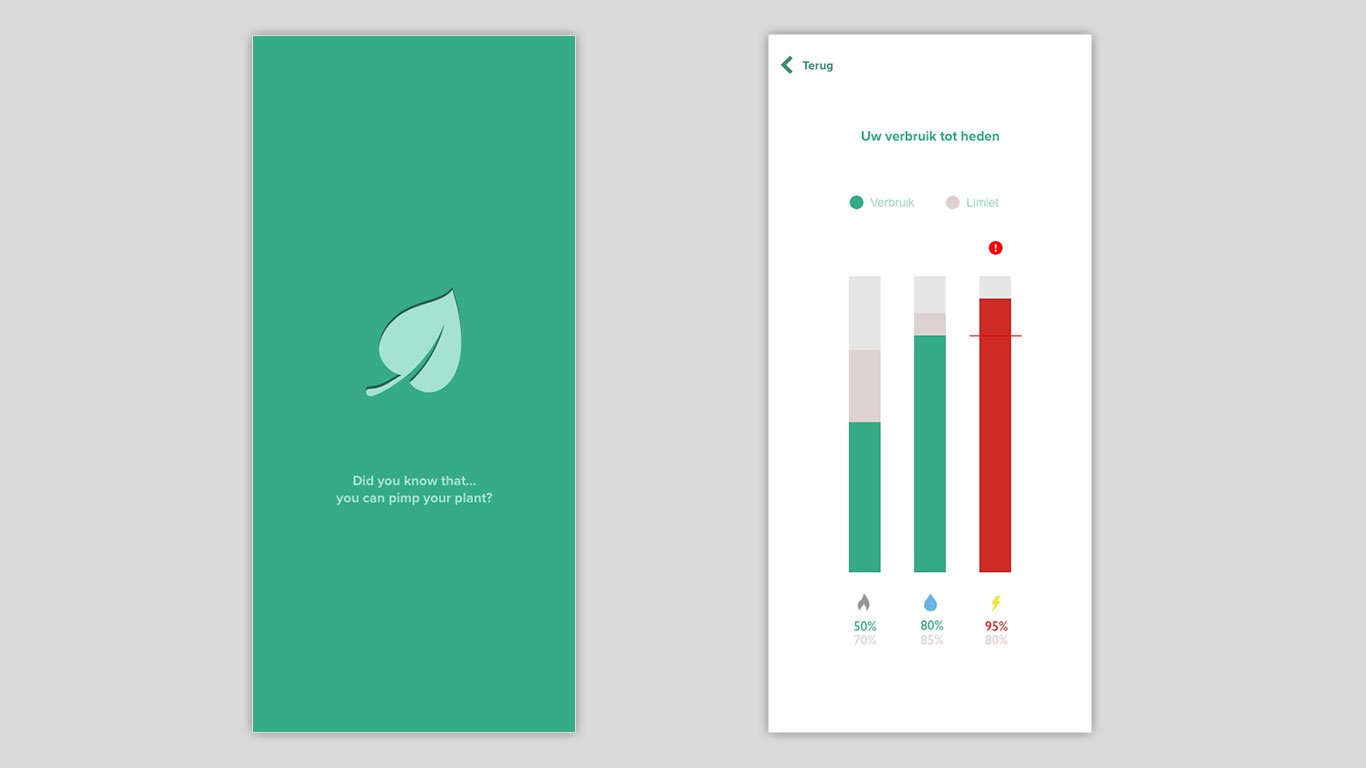 Did you know that...
you can pimp your plant?
Terug
Uw verbruik tot heden
Verbruik Limiet
!
50% 80% 95%
70% 85% 80%